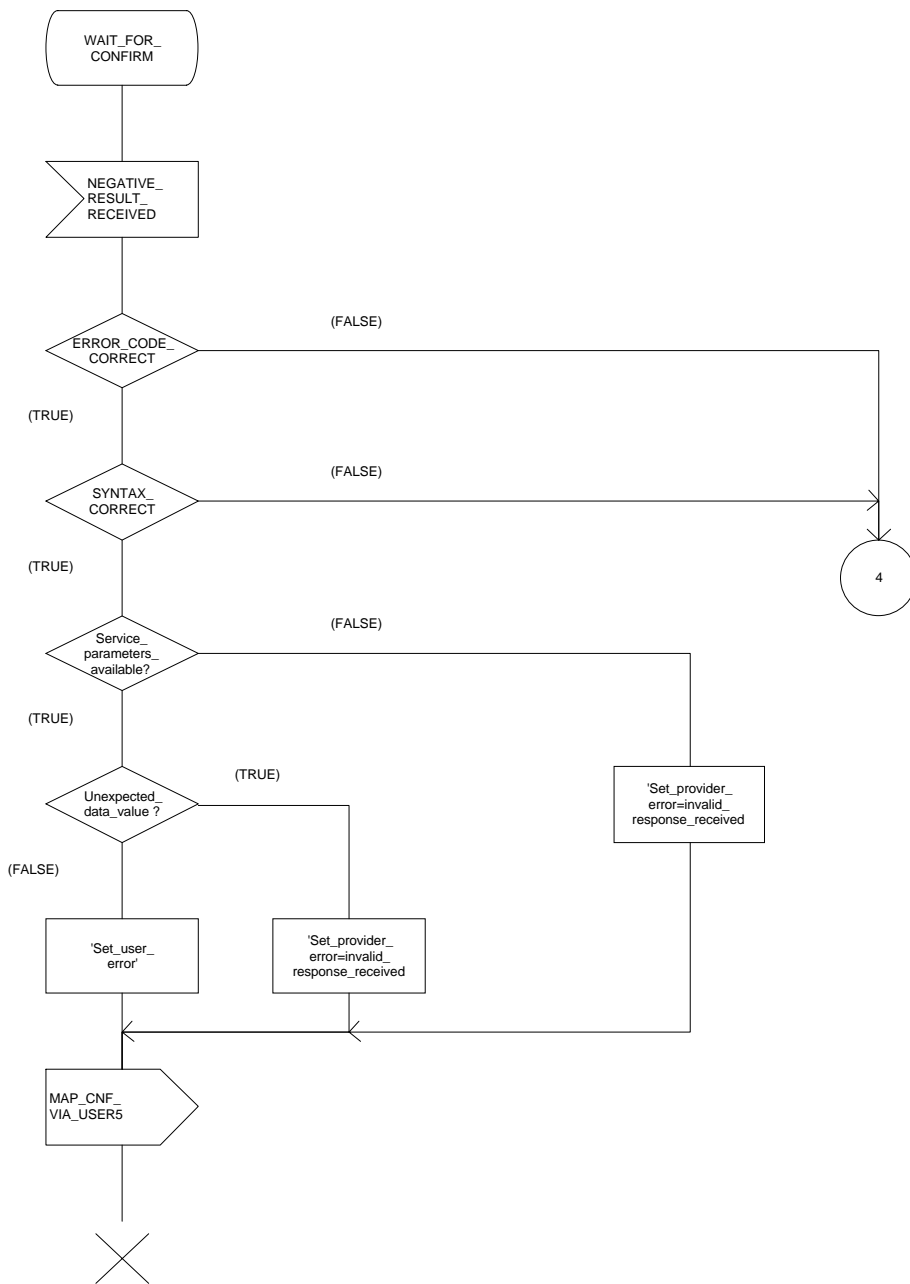 WAIT_FOR_
CONFIRM
NEGATIVE_
RESULT_
RECEIVED
(FALSE)
ERROR_CODE_
CORRECT
(TRUE)
(FALSE)
SYNTAX_
CORRECT
(TRUE)
4
(FALSE)
Service_
parameters_
available?
(TRUE)
(TRUE)
Unexpected_
data_value ?
'Set_provider_
error=invalid_
response_received
(FALSE)
'Set_user_
error'
'Set_provider_
error=invalid_
response_received
MAP_CNF_
VIA_USER5